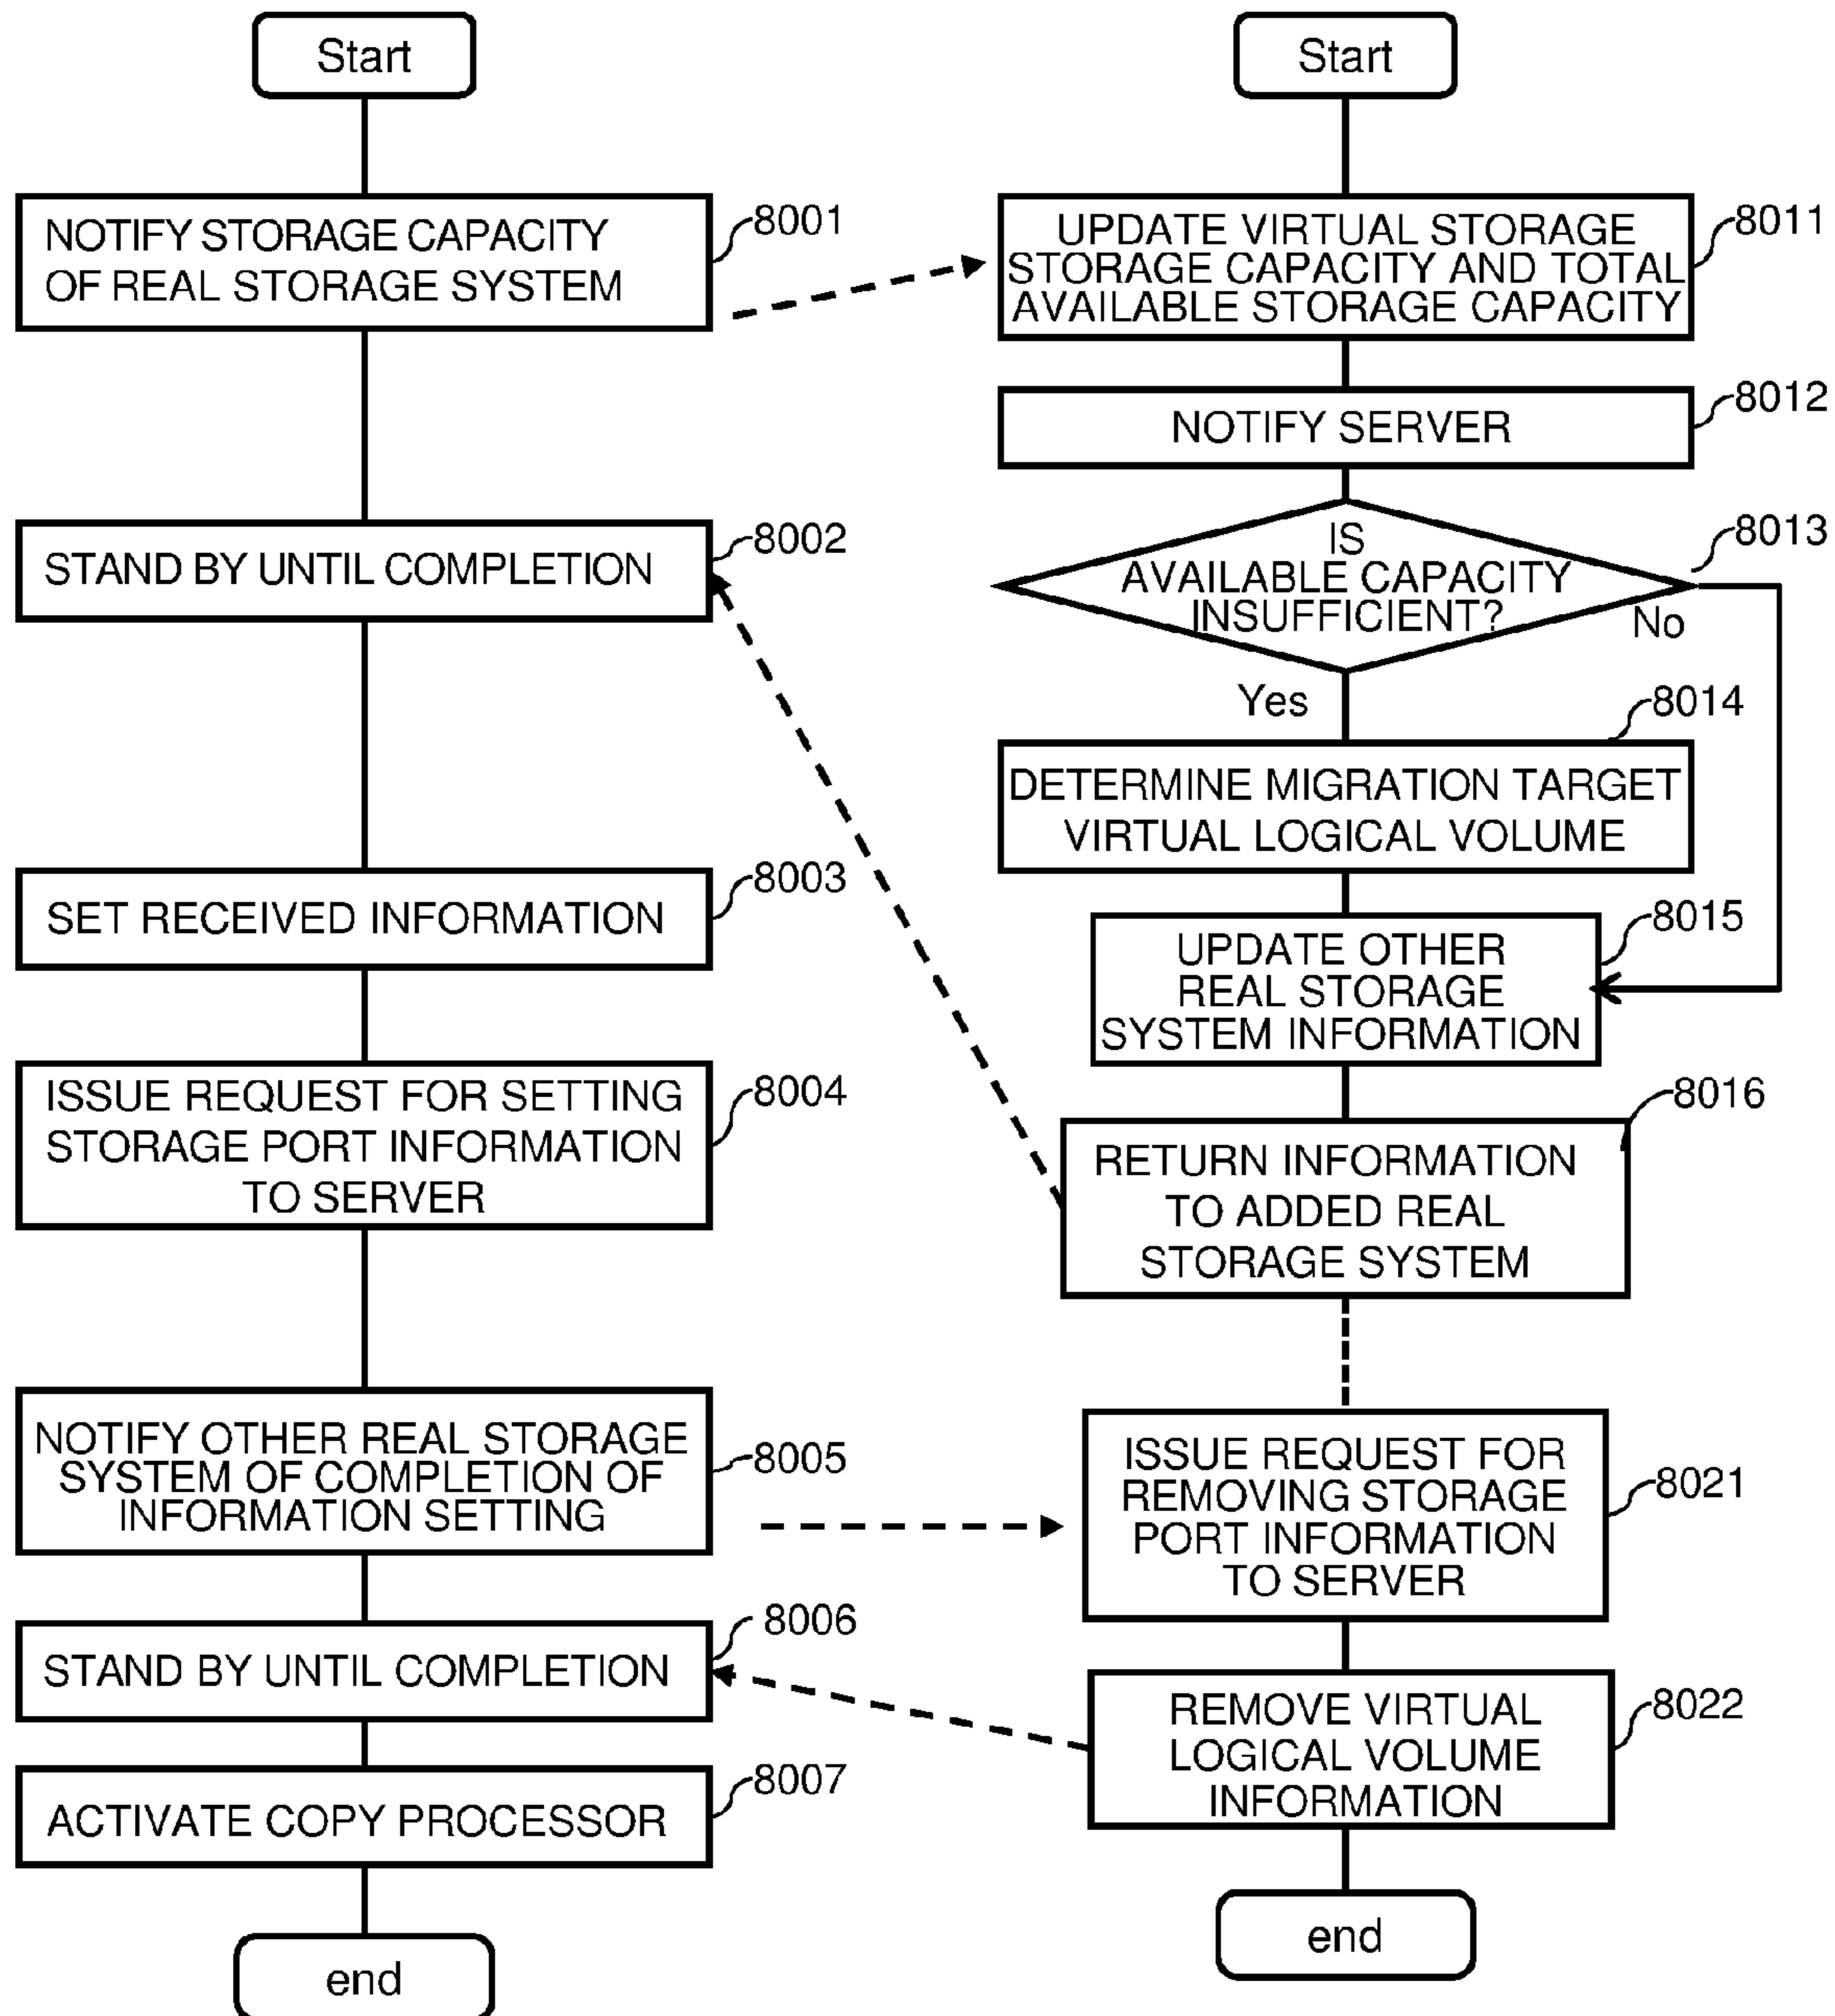 Start
NOTIFY STORAGE CAPACITY
OF REAL STORAGE SYSTEM
8001
STAND BY UNTIL COMPLETION
8002
SET RECEIVED INFORMATION
8003
ISSUE REQUEST FOR SETTING
STORAGE PORT INFORMATION
TO SERVER
8004
NOTIFY OTHER REAL STORAGE
SYSTEM OF COMPLETION OF
INFORMATION SETTING
8005
STAND BY UNTIL COMPLETION
8006
ACTIVATE COPY PROCESSOR
8007
end
Start
UPDATE VIRTUAL STORAGE
STORAGE CAPACITY AND TOTAL
AVAILABLE STORAGE CAPACITY
8011
NOTIFY SERVER
8012
IS
AVAILABLE CAPACITY
INSUFFICIENT?
8013
No
Yes
DETERMINE MIGRATION TARGET
VIRTUAL LOGICAL VOLUME
8014
UPDATE OTHER
REAL STORAGE
SYSTEM INFORMATION
8015
RETURN INFORMATION
TO ADDED REAL
STORAGE SYSTEM
8016
ISSUE REQUEST FOR
REMOVING STORAGE
PORT INFORMATION
TO SERVER
8021
REMOVE VIRTUAL
LOGICAL VOLUME
INFORMATION
8022
end